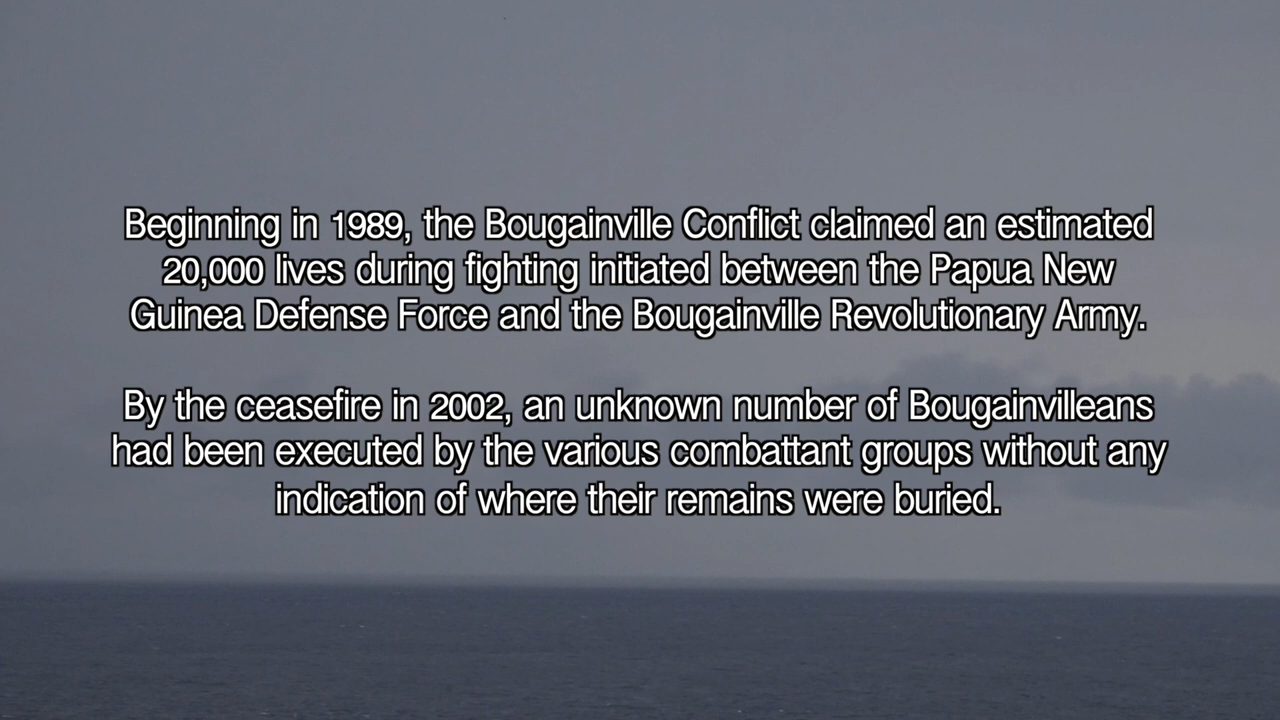 Beginning in 1989, the Bougainville Conflict claimed an estimated
20,000 lives during fighting initiated between the Papua New
Guinea Defense Force and the Bougainville Revolutionary Army.
By the ceasefire in 2002, an unknown number of Bougainvilleans
had been executed by the various combattant groups without any
indication of where their remains were buried.